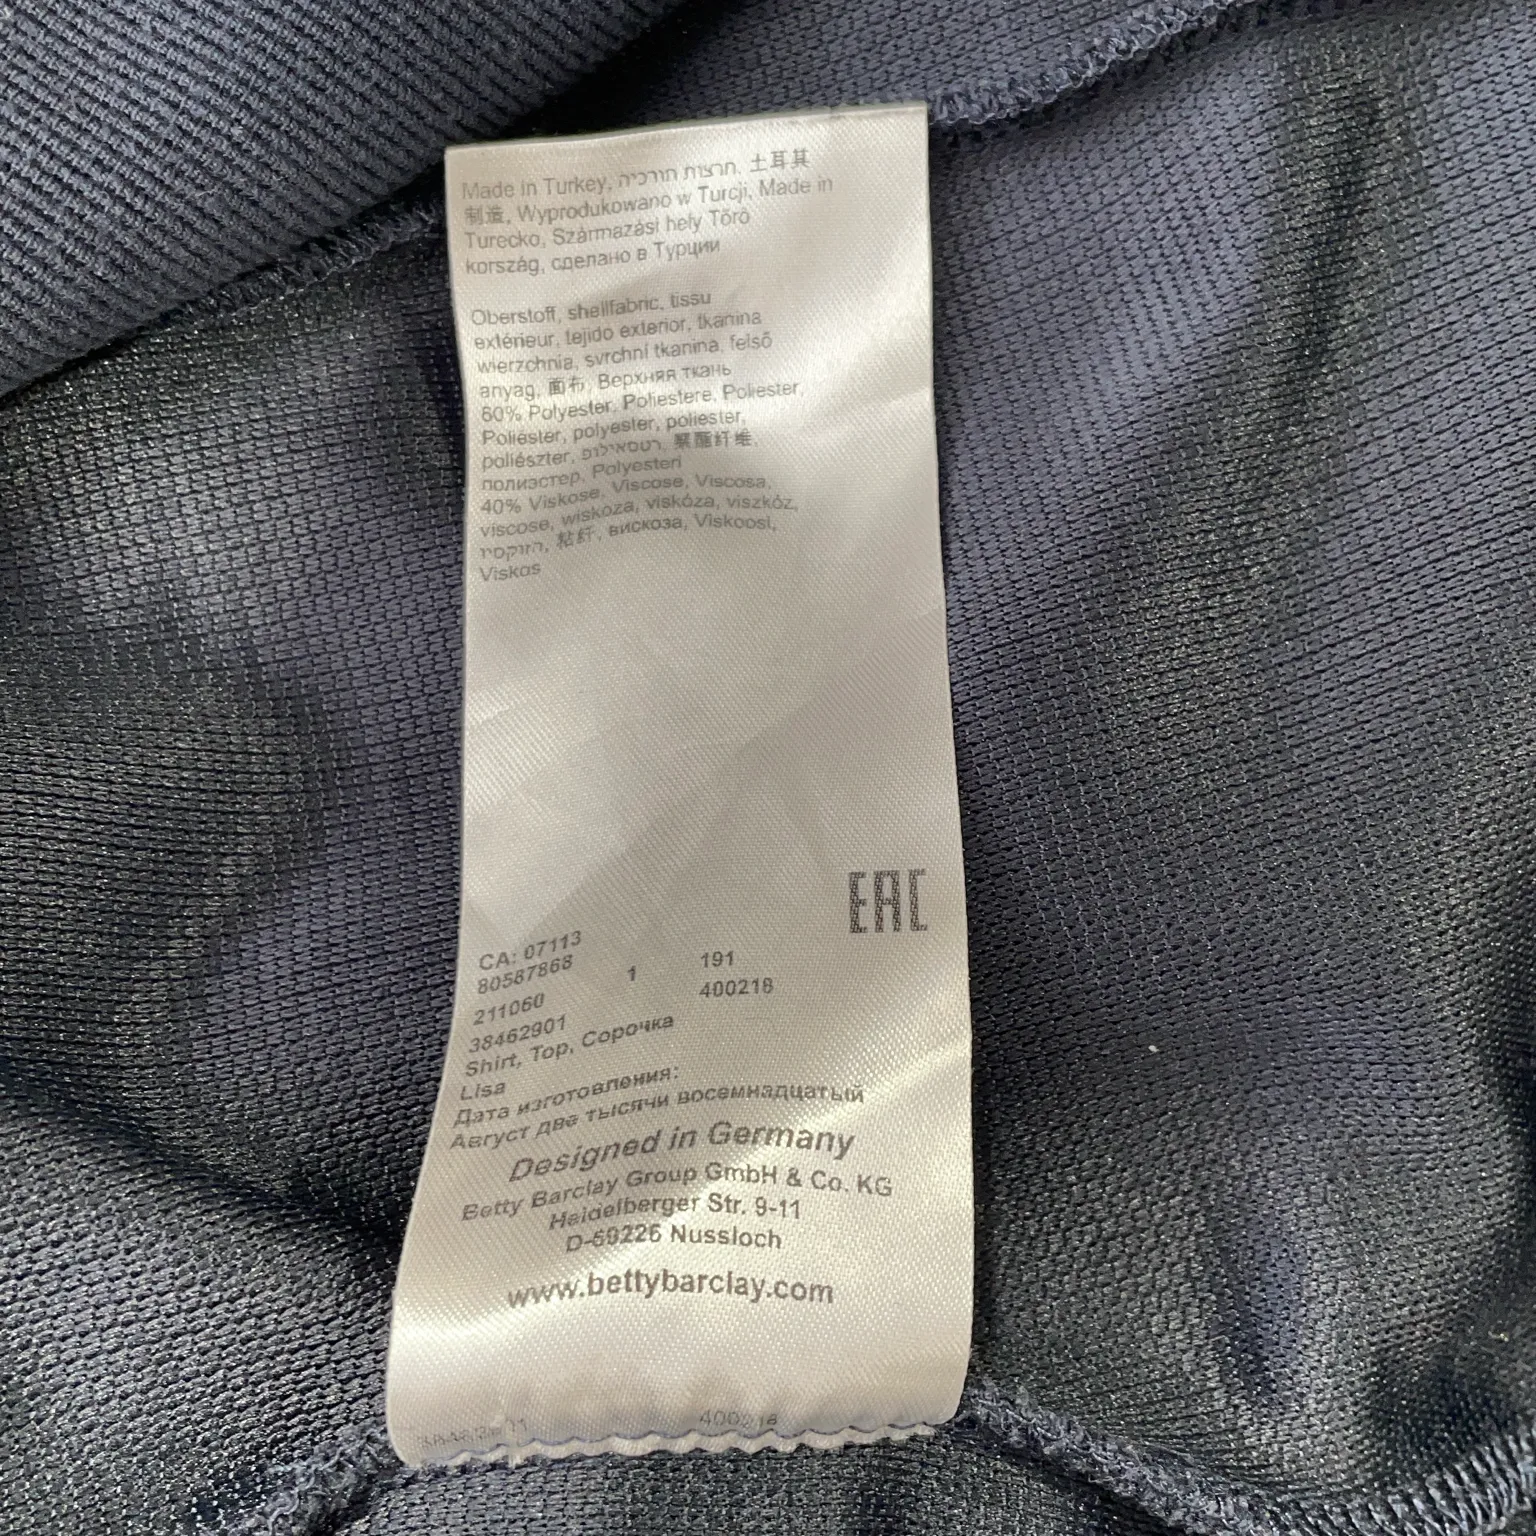 Made in Turkey, חרצות תורכיה, 土耳其
制造, Wyprodukowano w Turcji, Made in
Turecko, Származási hely Törö
kország, сделано в Турции
Oberstoff, shellfabric, tissu
extérieur, tejido exterior, tkanina
wierzchnia, svrchní tkanina, felső
anyag, 面布, Верхняя ткань
60% Polyester, Poliestere, Poliester,
Poliester, polyester, poliester,
poliészter, 聚酯纤维,
полиэстер, Polyesteri
40% Viskose, Viscose, Viscosa,
viscose, wiskoza, viskóza, viszkóz,
粘纤, вискоза, Viskoosi,
Viskos
EAC
CA: 07113
80587868 1 191
211060 400218
38462901
Shirt, Top, Сорочка
Lisa
Дата изготовления:
Август две тысячи восемнадцатый
Designed in Germany
Betty Barclay Group GmbH & Co. KG
Heidelberger Str. 9-11
D-69226 Nussloch
www.bettybarclay.com
400218